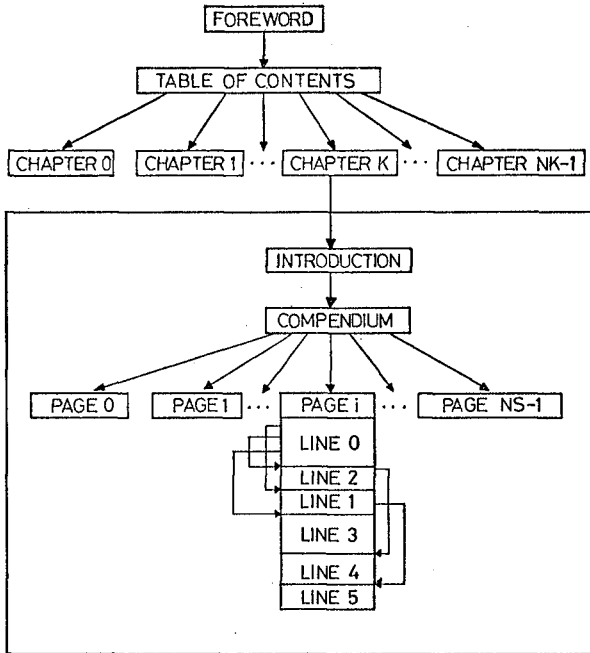 FOREWORD
TABLE OF CONTENTS
CHAPTER 0 CHAPTER 1 ... CHAPTER K ... CHAPTER NK-1
INTRODUCTION
COMPENDIUM
PAGE 0 PAGE 1 ... PAGE i ... PAGE NS-1
LINE 0
LINE 2
LINE 1
LINE 3
LINE 4
LINE 5